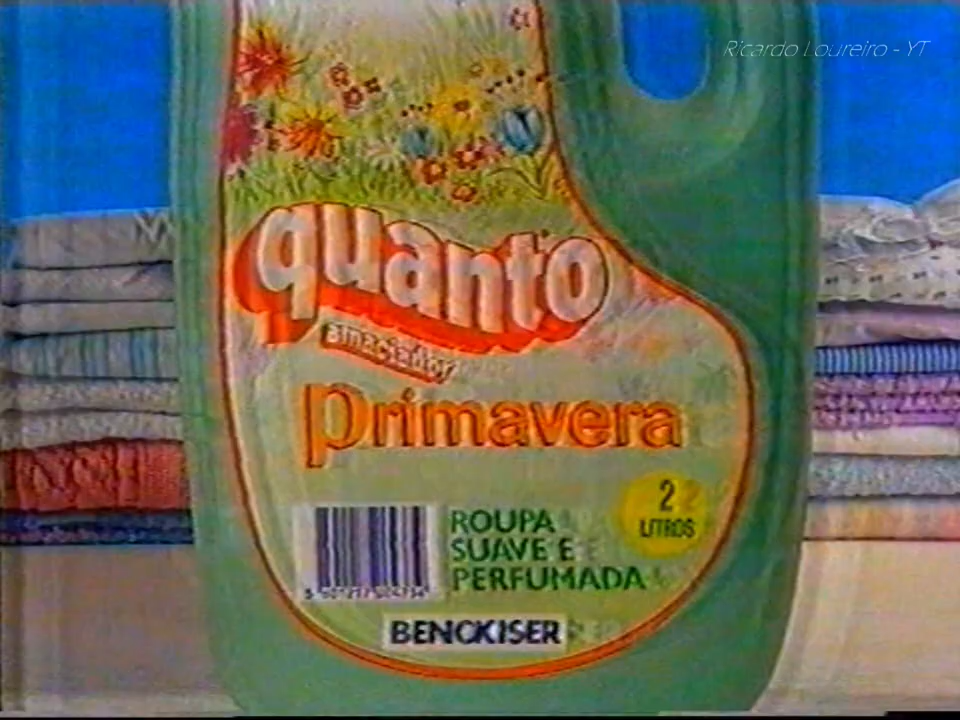 Ricardo Loureiro - YT
quanto
amaciador
primavera
2
LITROS
ROUPA
SUAVE E
PERFUMADA
BENCKISER